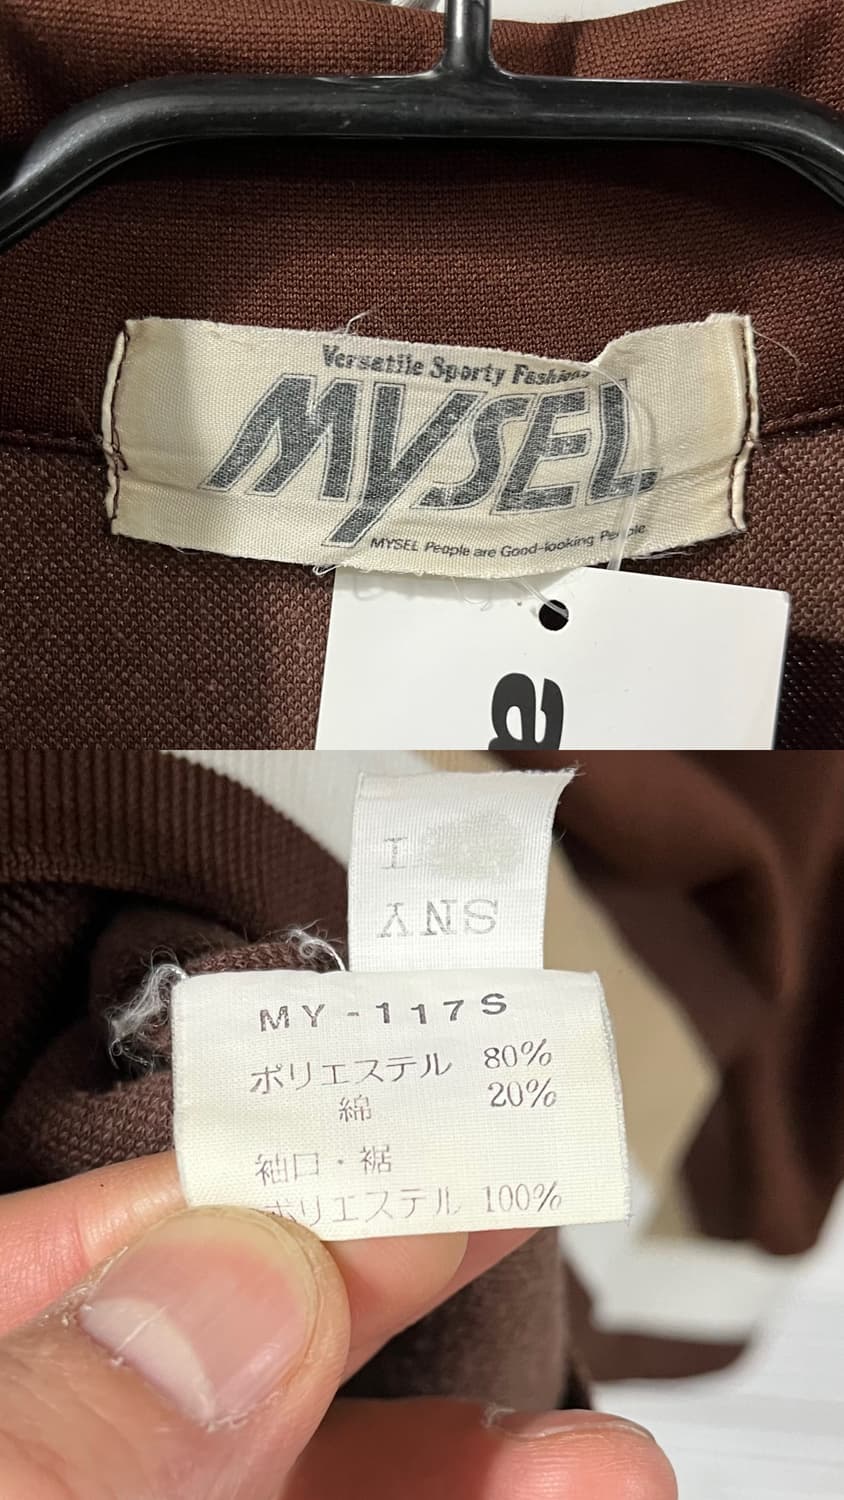 Versatile Sporty Fashions
MYSEL
MYSEL People are Good-looking People
a
I
SNY
MY-117S
ポリエステル 80%
綿 20%
袖口・裾
ポリエステル 100%